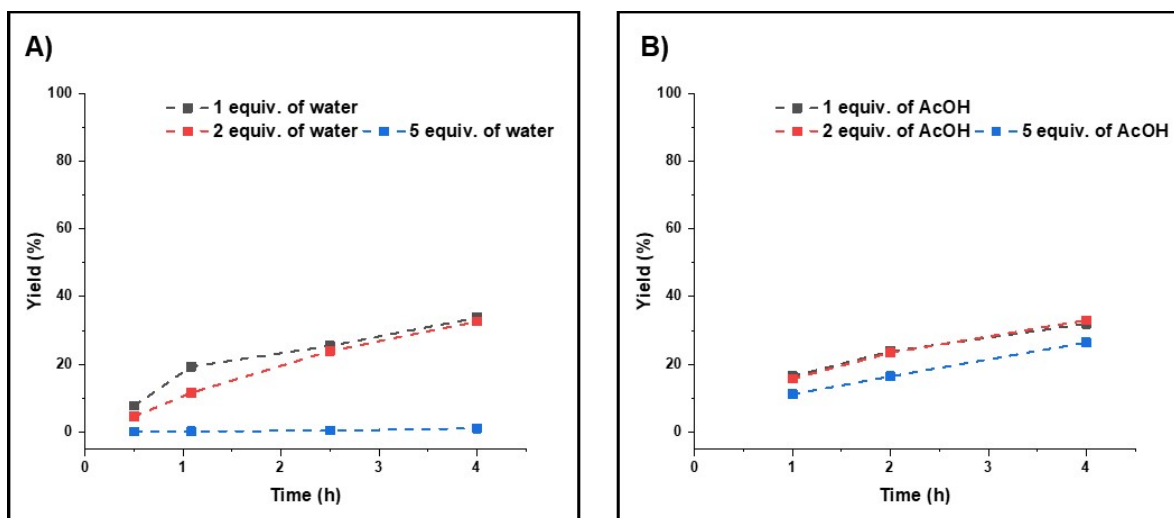 A)
1 equiv. of water
2 equiv. of water 5 equiv. of water
100
80
60
40
20
0
Yield (%)
0 1 2 3 4
Time (h)
B)
1 equiv. of AcOH
2 equiv. of AcOH 5 equiv. of AcOH
100
80
60
40
20
0
Yield (%)
0 1 2 3 4
Time (h)